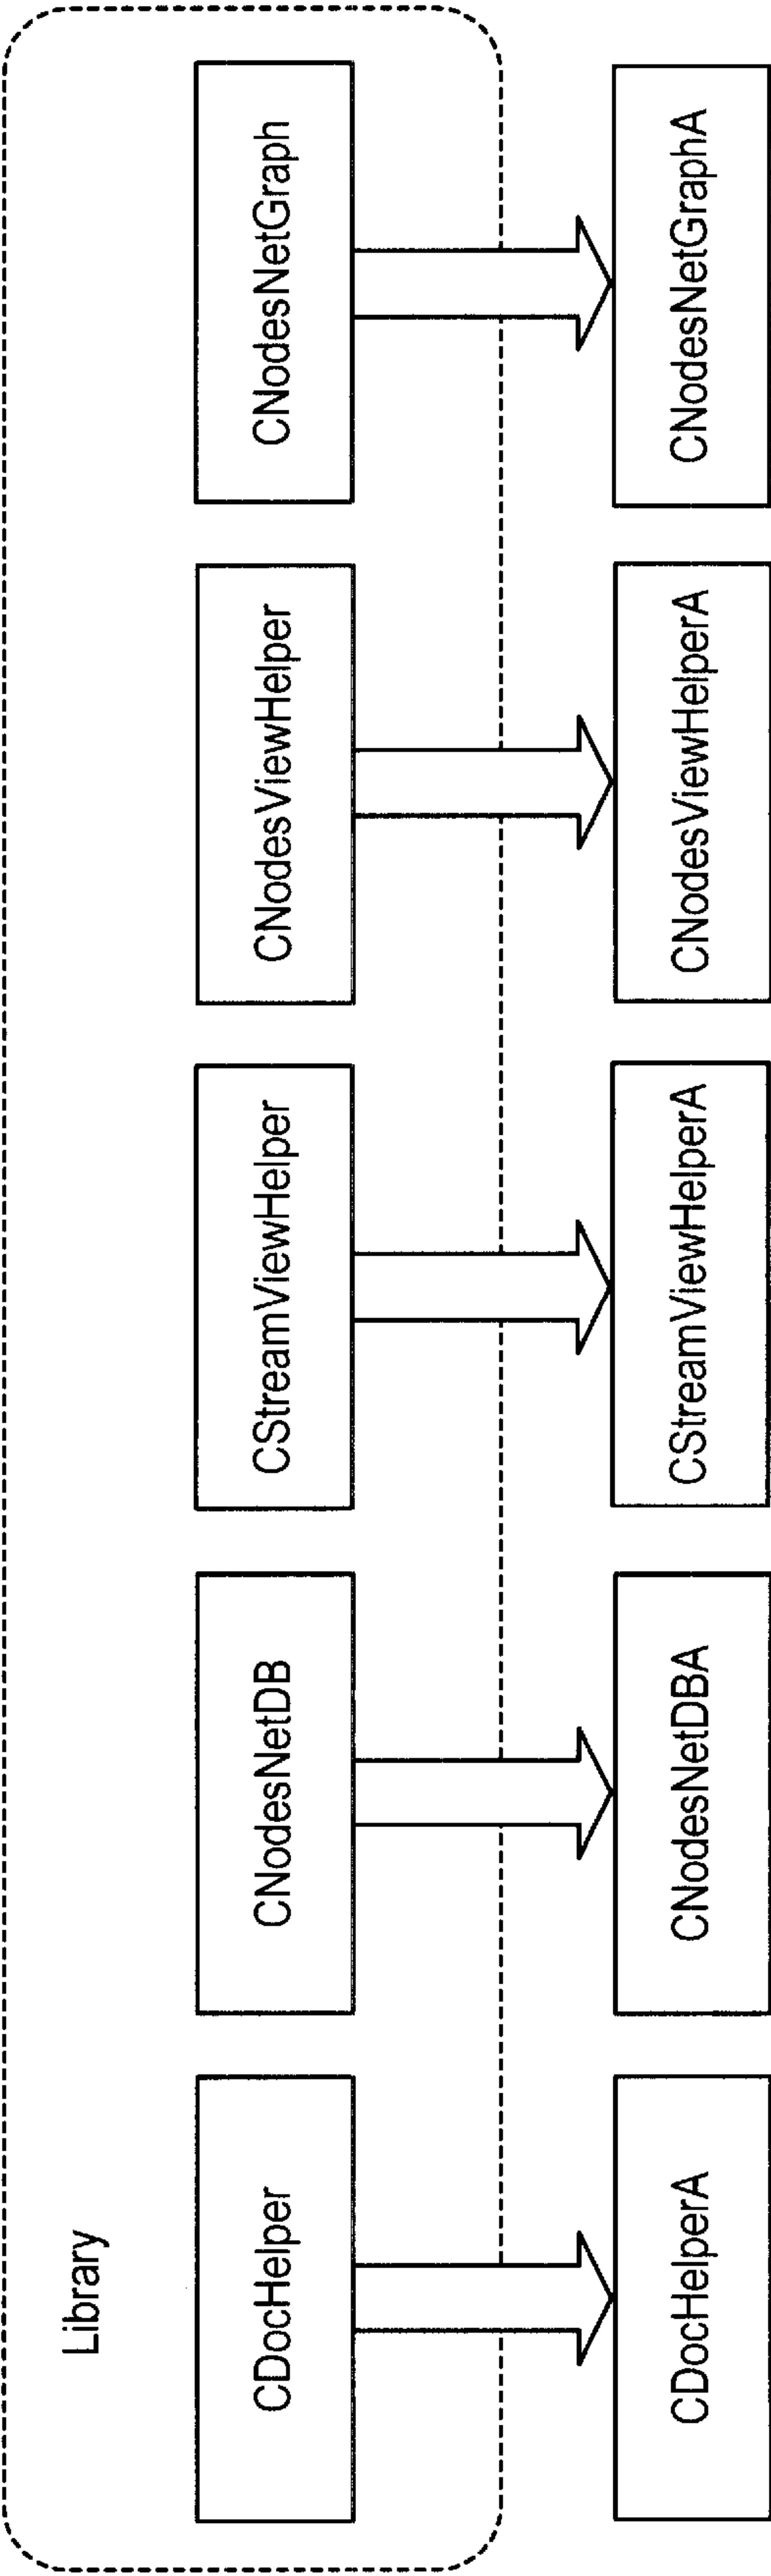 Library
CDocHelper
CNodesNetDB
CStreamViewHelper
CNodesViewHelper
CNodesNetGraph
CDocHelperA
CNodesNetDBA
CStreamViewHelperA
CNodesViewHelperA
CNodesNetGraphA